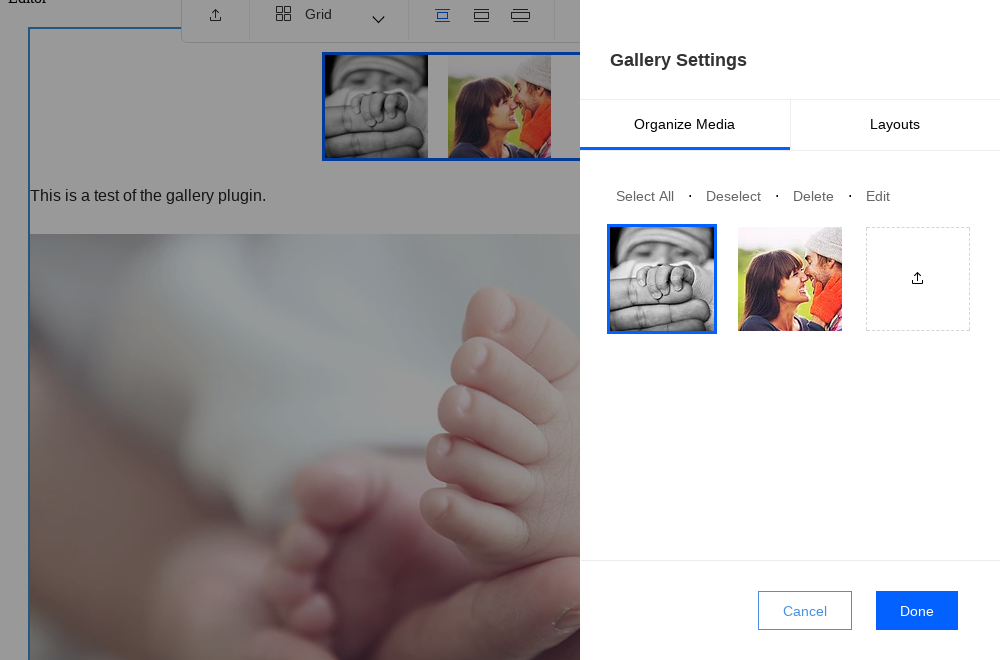 Editor
Grid
Gallery Settings
Organize Media
Layouts
Select All · Deselect · Delete · Edit
This is a test of the gallery plugin.
Cancel
Done